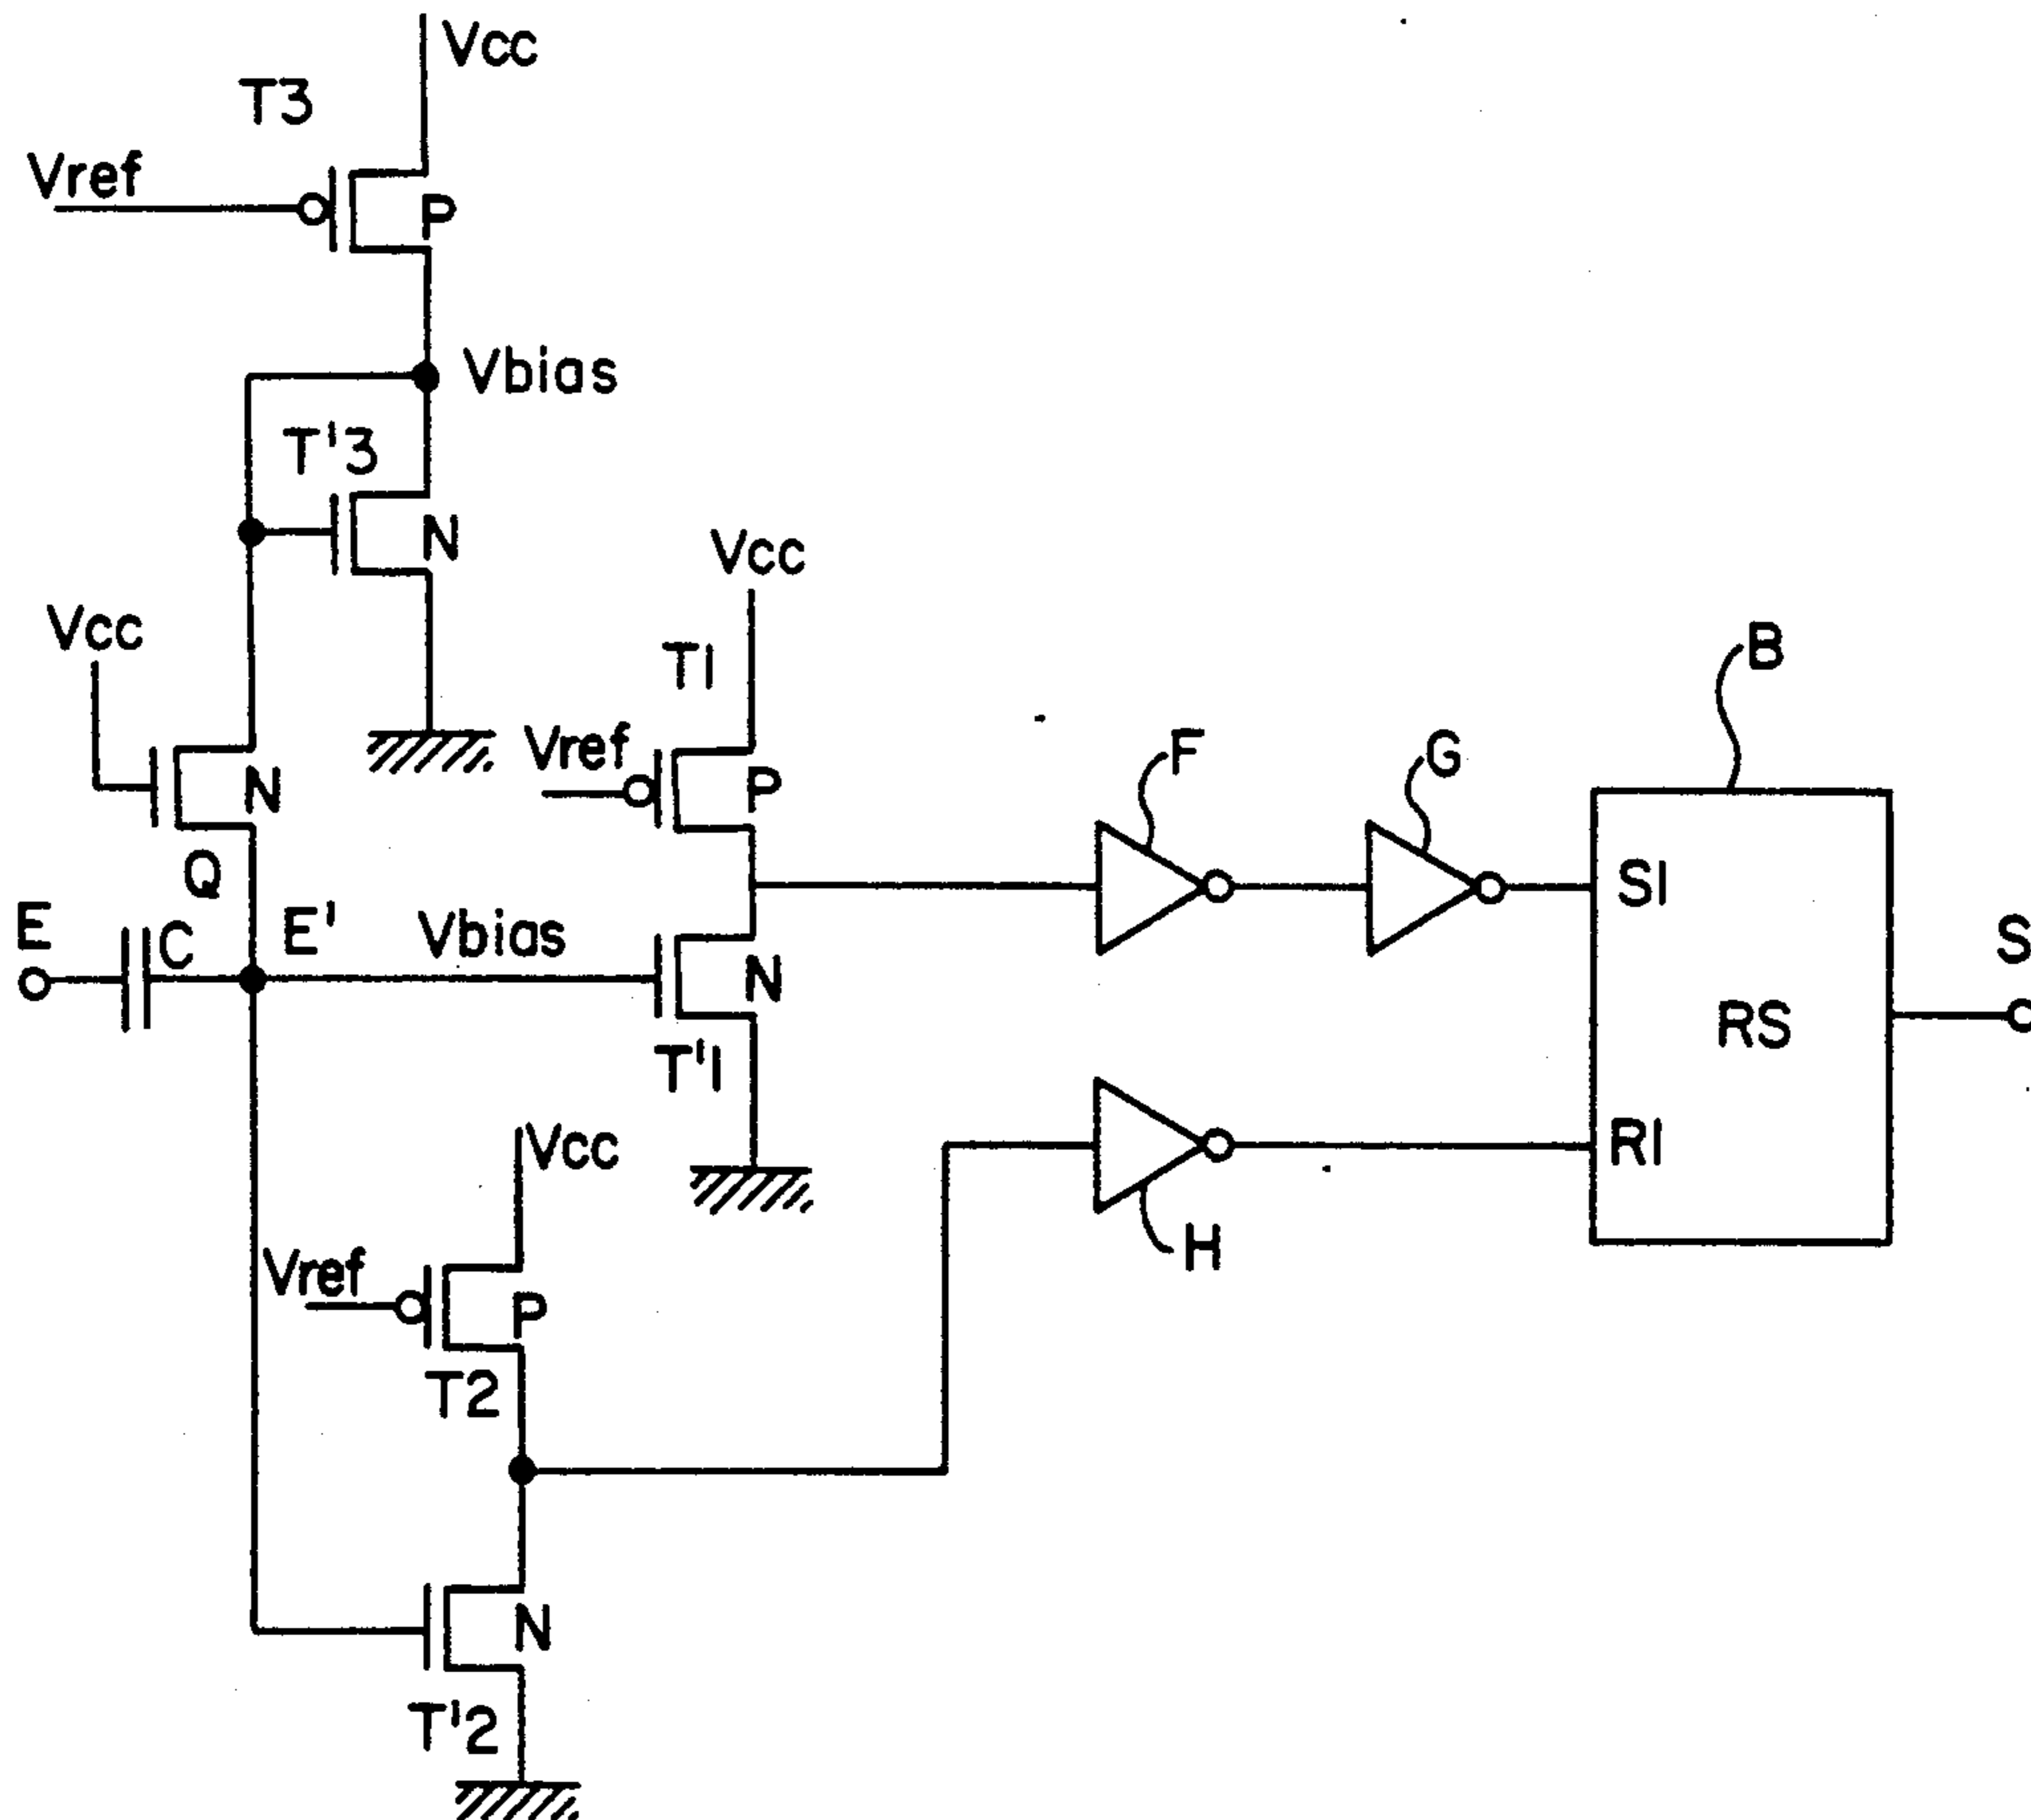 Vcc
T3
Vref
P
Vbias
T'3
N
Vcc
Vcc
T1
B
Vref
F
G
N
P
Q
S1
E
C
E'
Vbias
S
N
RS
T'1
Vcc
R1
H
Vref
P
T2
N
T'2